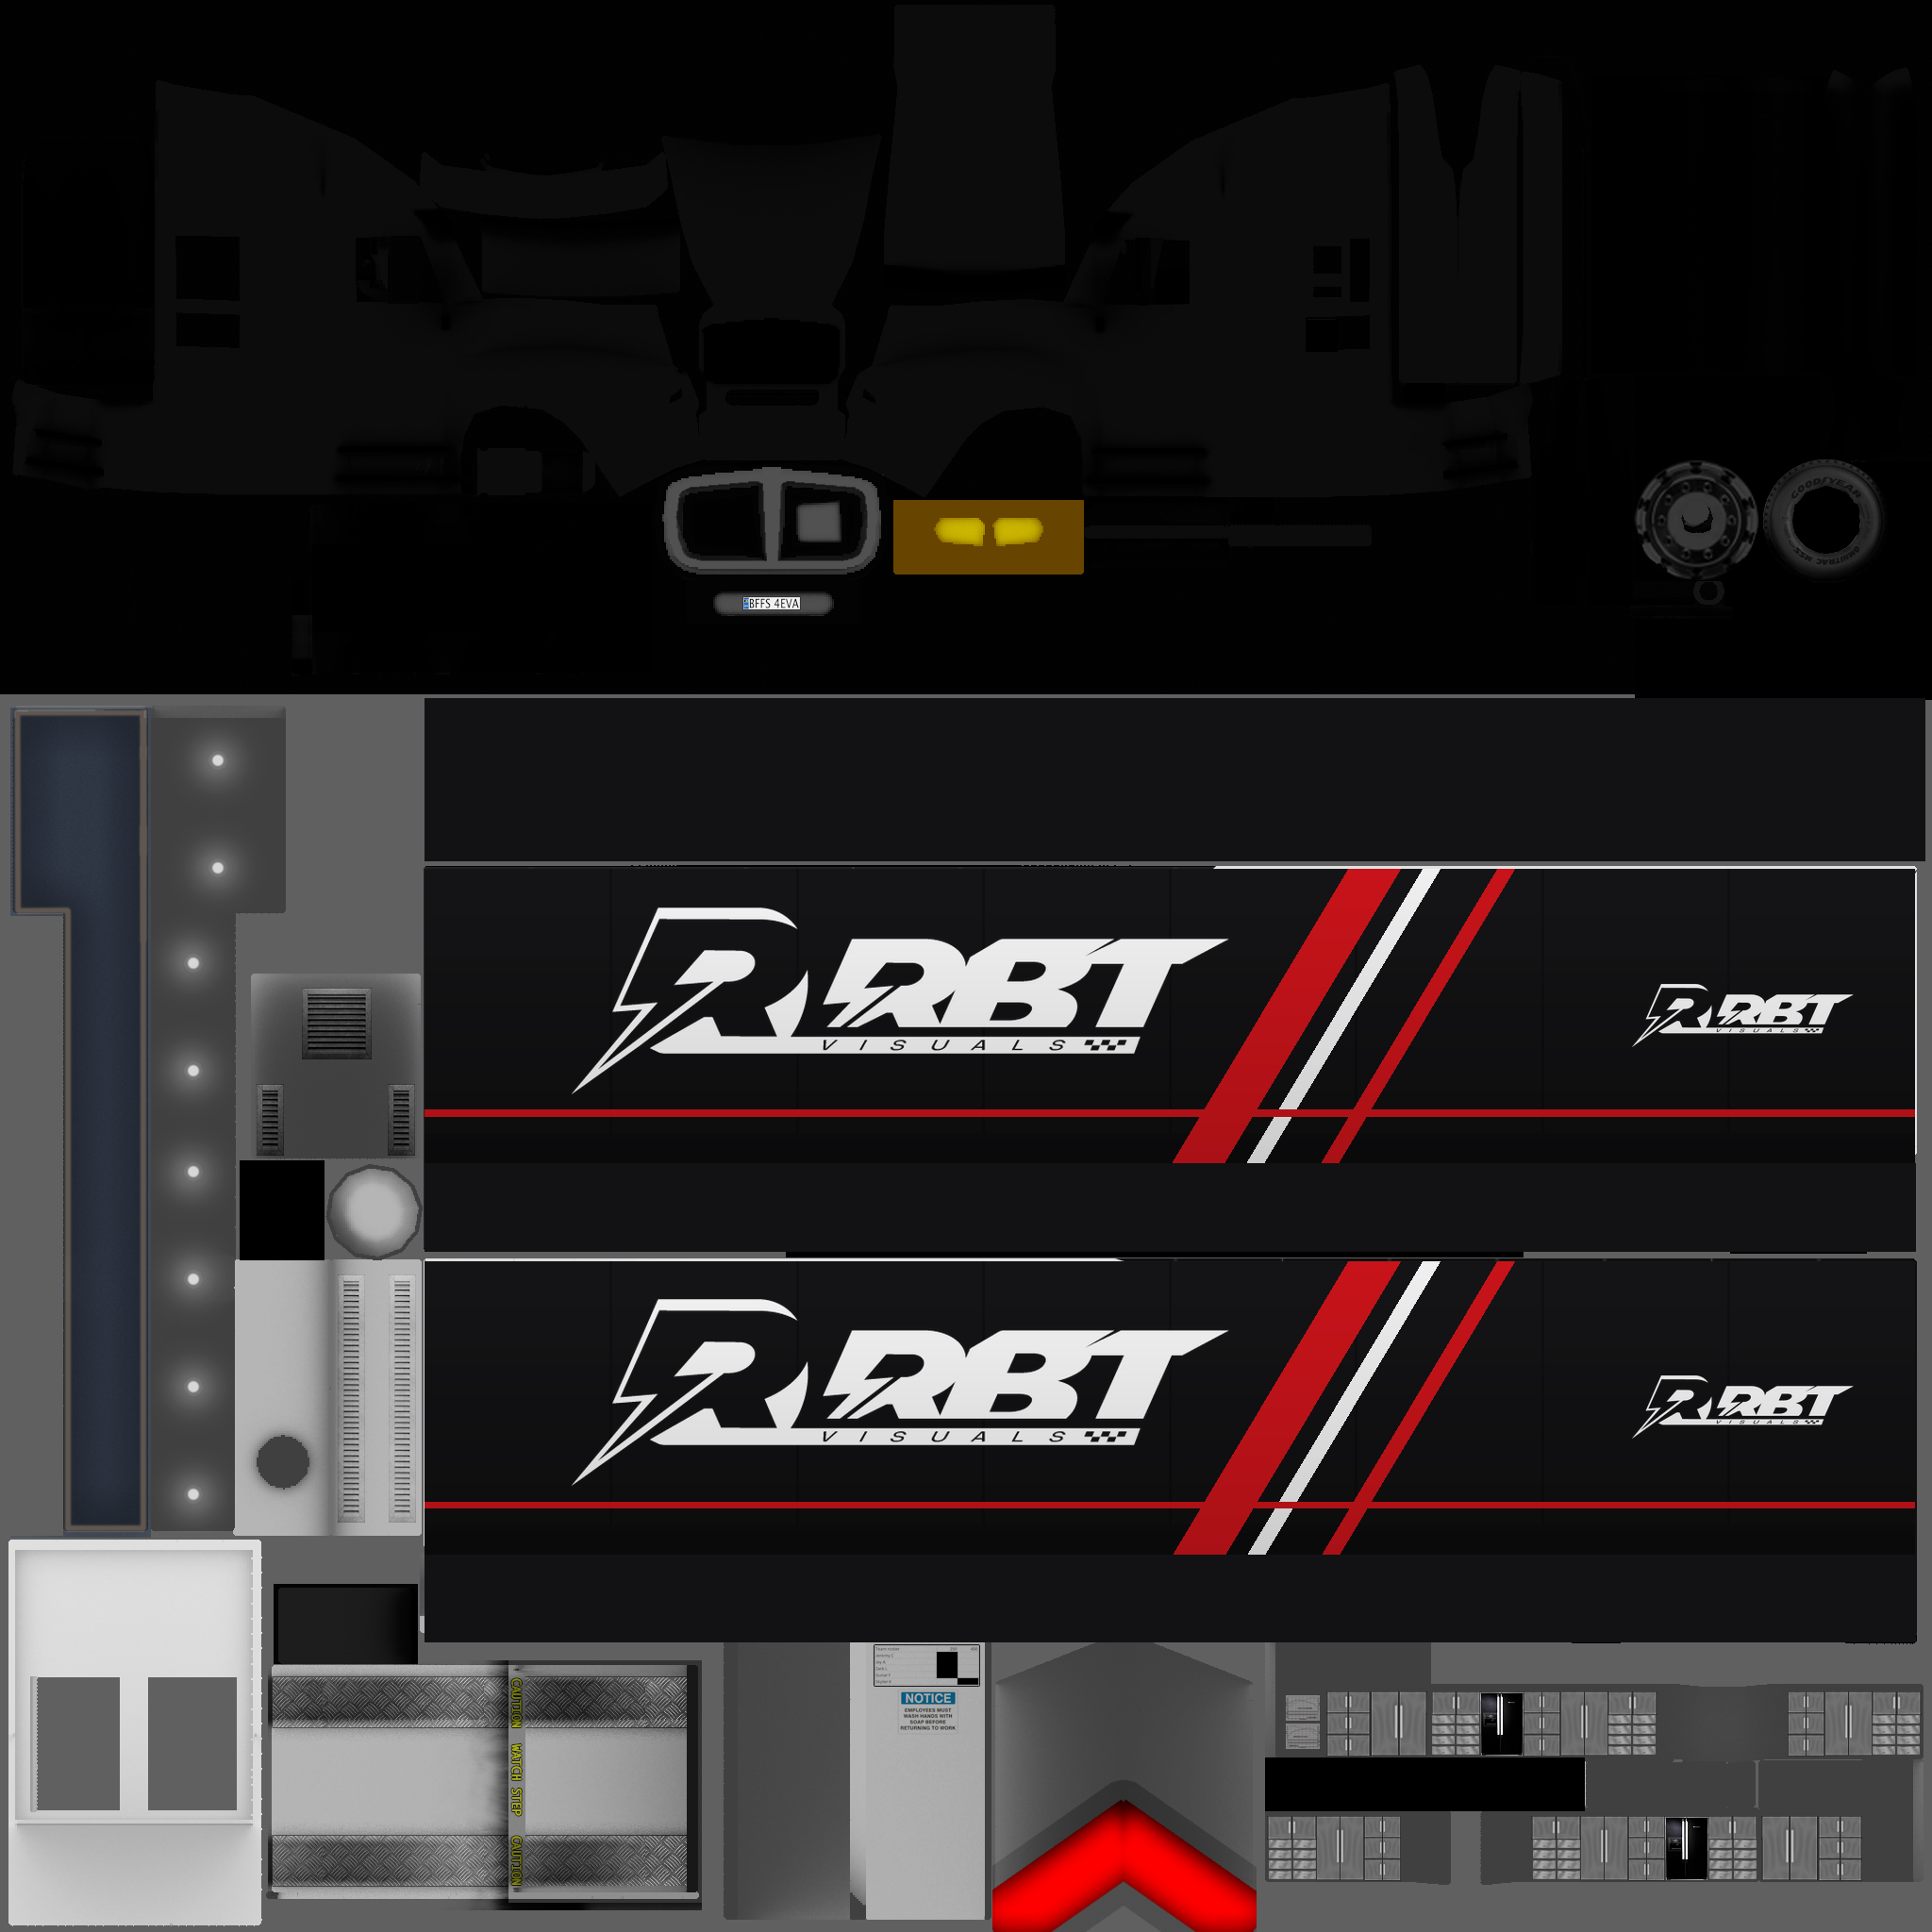 GOODYEAR
BFFS 4EVA
R RBT
VISUALS
R RBT
VISUALS
R RBT
VISUALS
R RBT
VISUALS
CAUTION WATCH STEP CAUTION
NOTICE
EMPLOYEES MUST
WASH HANDS WITH
SOAP BEFORE
RETURNING TO WORK